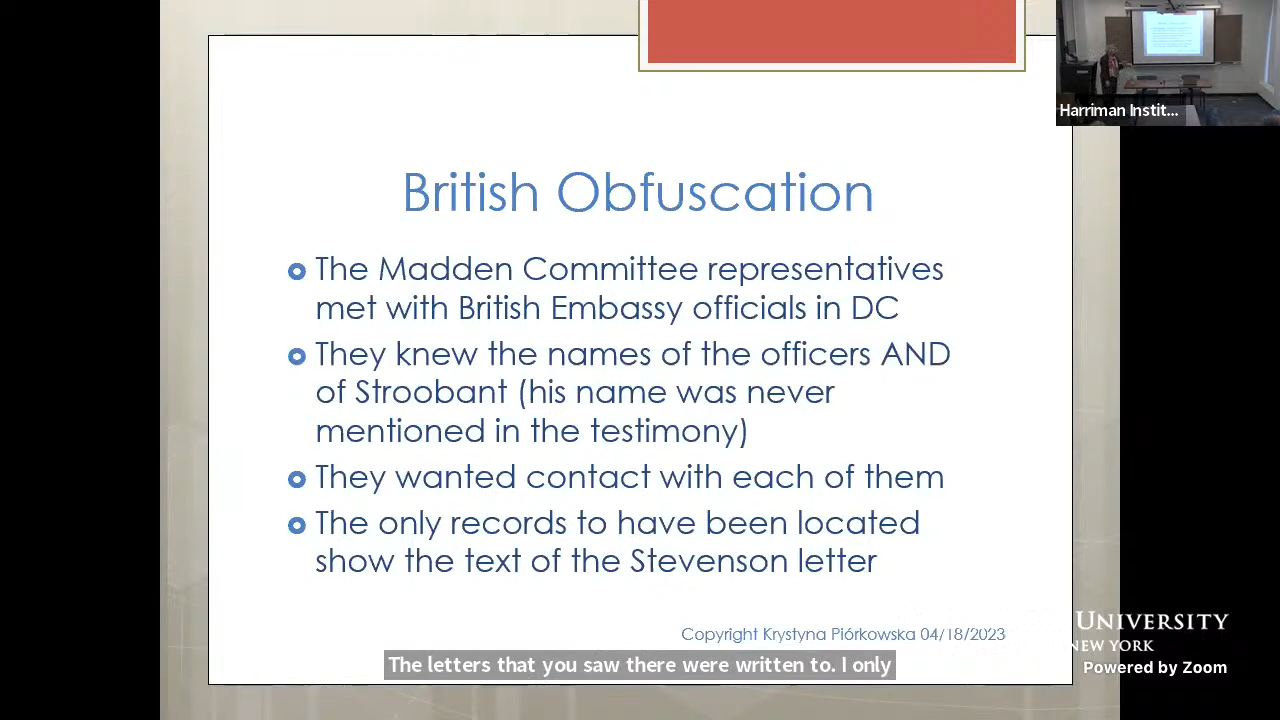 Harriman Instit...
British Obfuscation
The Madden Committee representatives
met with British Embassy officials in DC
They knew the names of the officers AND
of Stroobant (his name was never
mentioned in the testimony)
They wanted contact with each of them
The only records to have been located
show the text of the Stevenson letter
Copyright Krystyna Piórkowska 04/18/2023
UNIVERSITY
NEW YORK
The letters that you saw there were written to. I only
Powered by Zoom